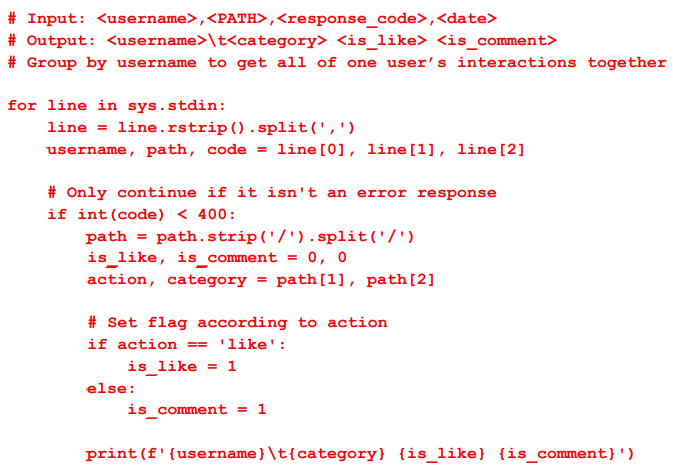 # Input: <username>,<PATH>,<response_code>,<date>
# Output: <username>\t<category> <is_like> <is_comment>
# Group by username to get all of one user’s interactions together
for line in sys.stdin:
    line = line.rstrip().split(',')
    username, path, code = line[0], line[1], line[2]
    # Only continue if it isn't an error response
    if int(code) < 400:
        path = path.strip('/').split('/')
        is_like, is_comment = 0, 0
        action, category = path[1], path[2]
        # Set flag according to action
        if action == 'like':
            is_like = 1
        else:
            is_comment = 1
        print(f'{username}\t{category} {is_like} {is_comment}')